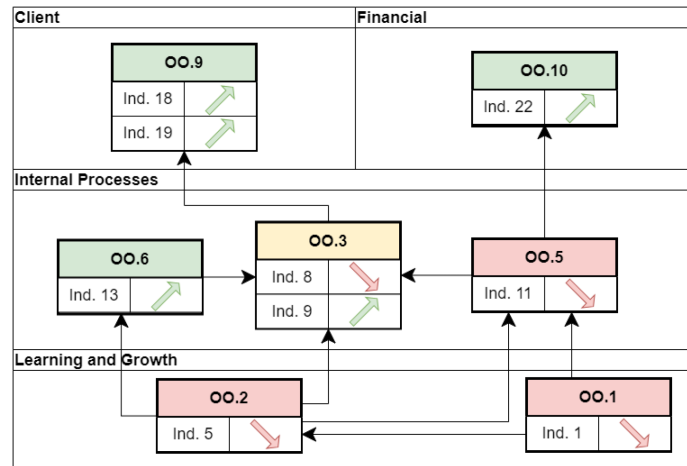 Client
Financial
OO.9
Ind. 18
Ind. 19
OO.10
Ind. 22
Internal Processes
OO.6
Ind. 13
OO.3
Ind. 8
Ind. 9
OO.5
Ind. 11
Learning and Growth
OO.2
Ind. 5
OO.1
Ind. 1